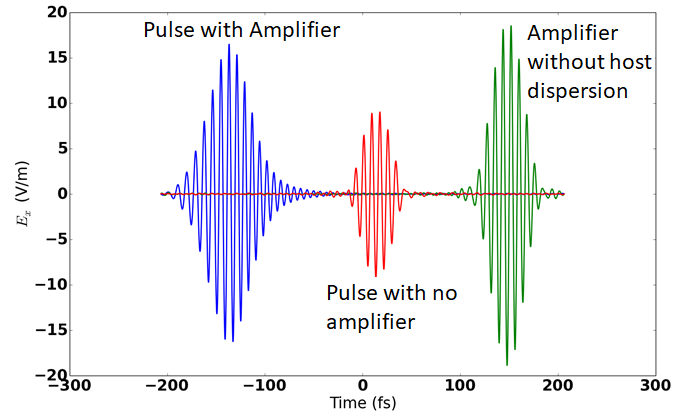 20
15
10
5
0
−5
−10
−15
−20
Ex (V/m)
Pulse with Amplifier
Amplifier
without host
dispersion
Pulse with no
amplifier
−300 −200 −100 0 100 200 300
Time (fs)